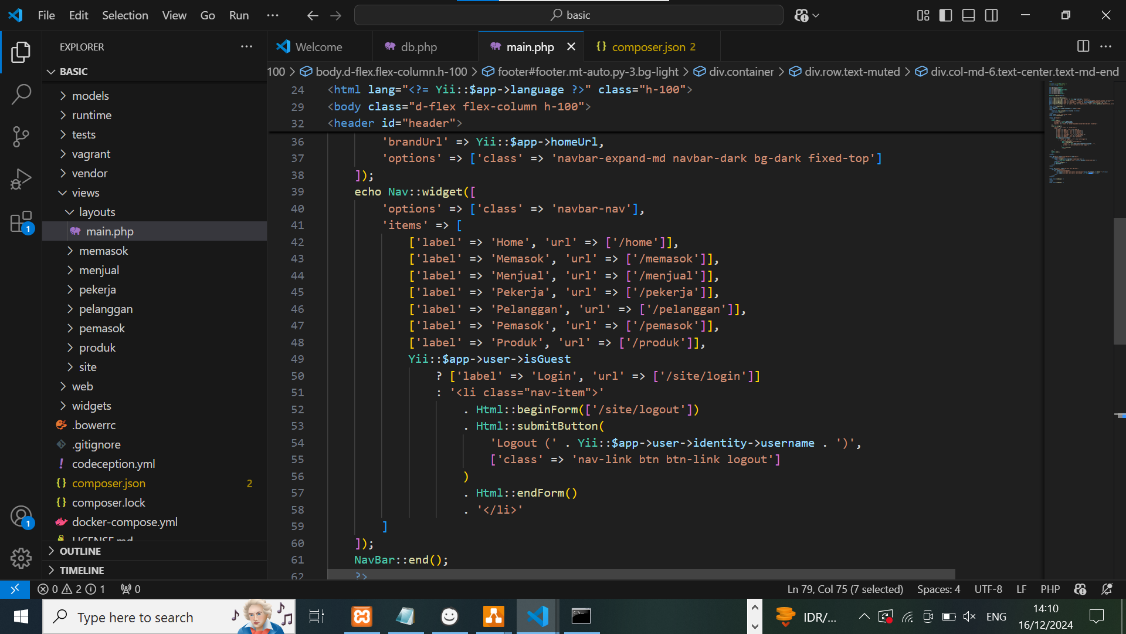 File Edit Selection View Go Run ··· basic
EXPLORER ···
Welcome db.php main.php composer.json 2
BASIC
100 > body.d-flex.flex-column.h-100 > footer#footer.mt-auto.py-3.bg-light > div.container > div.row.text-muted > div.col-md-6.text-center.text-md-end
models
runtime
tests
vagrant
vendor
views
layouts
main.php
memasok
menjual
pekerja
pelanggan
pemasok
produk
site
web
widgets
.bowerrc
.gitignore
codeception.yml
composer.json 2
composer.lock
docker-compose.yml
LICENSE.md
OUTLINE
TIMELINE
24 <html lang="<?= Yii::$app->language ?>" class="h-100">
29 <body class="d-flex flex-column h-100">
32 <header id="header">
36 'brandUrl' => Yii::$app->homeUrl,
37 'options' => ['class' => 'navbar-expand-md navbar-dark bg-dark fixed-top']
38 ]);
39 echo Nav::widget([
40 'options' => ['class' => 'navbar-nav'],
41 'items' => [
42 ['label' => 'Home', 'url' => ['/home']],
43 ['label' => 'Memasok', 'url' => ['/memasok']],
44 ['label' => 'Menjual', 'url' => ['/menjual']],
45 ['label' => 'Pekerja', 'url' => ['/pekerja']],
46 ['label' => 'Pelanggan', 'url' => ['/pelanggan']],
47 ['label' => 'Pemasok', 'url' => ['/pemasok']],
48 ['label' => 'Produk', 'url' => ['/produk']],
49 Yii::$app->user->isGuest
50 ? ['label' => 'Login', 'url' => ['/site/login']]
51 : '<li class="nav-item">'
52 . Html::beginForm(['/site/logout'])
53 . Html::submitButton(
54 'Logout (' . Yii::$app->user->identity->username . ')',
55 ['class' => 'nav-link btn btn-link logout']
56 )
57 . Html::endForm()
58 . '</li>'
59 ]
60 ]);
61 NavBar::end();
62 ?>
0 2 1 0 Ln 79, Col 75 (7 selected) Spaces: 4 UTF-8 LF PHP
Type here to search IDR/... ENG 14:10
16/12/2024
1
1